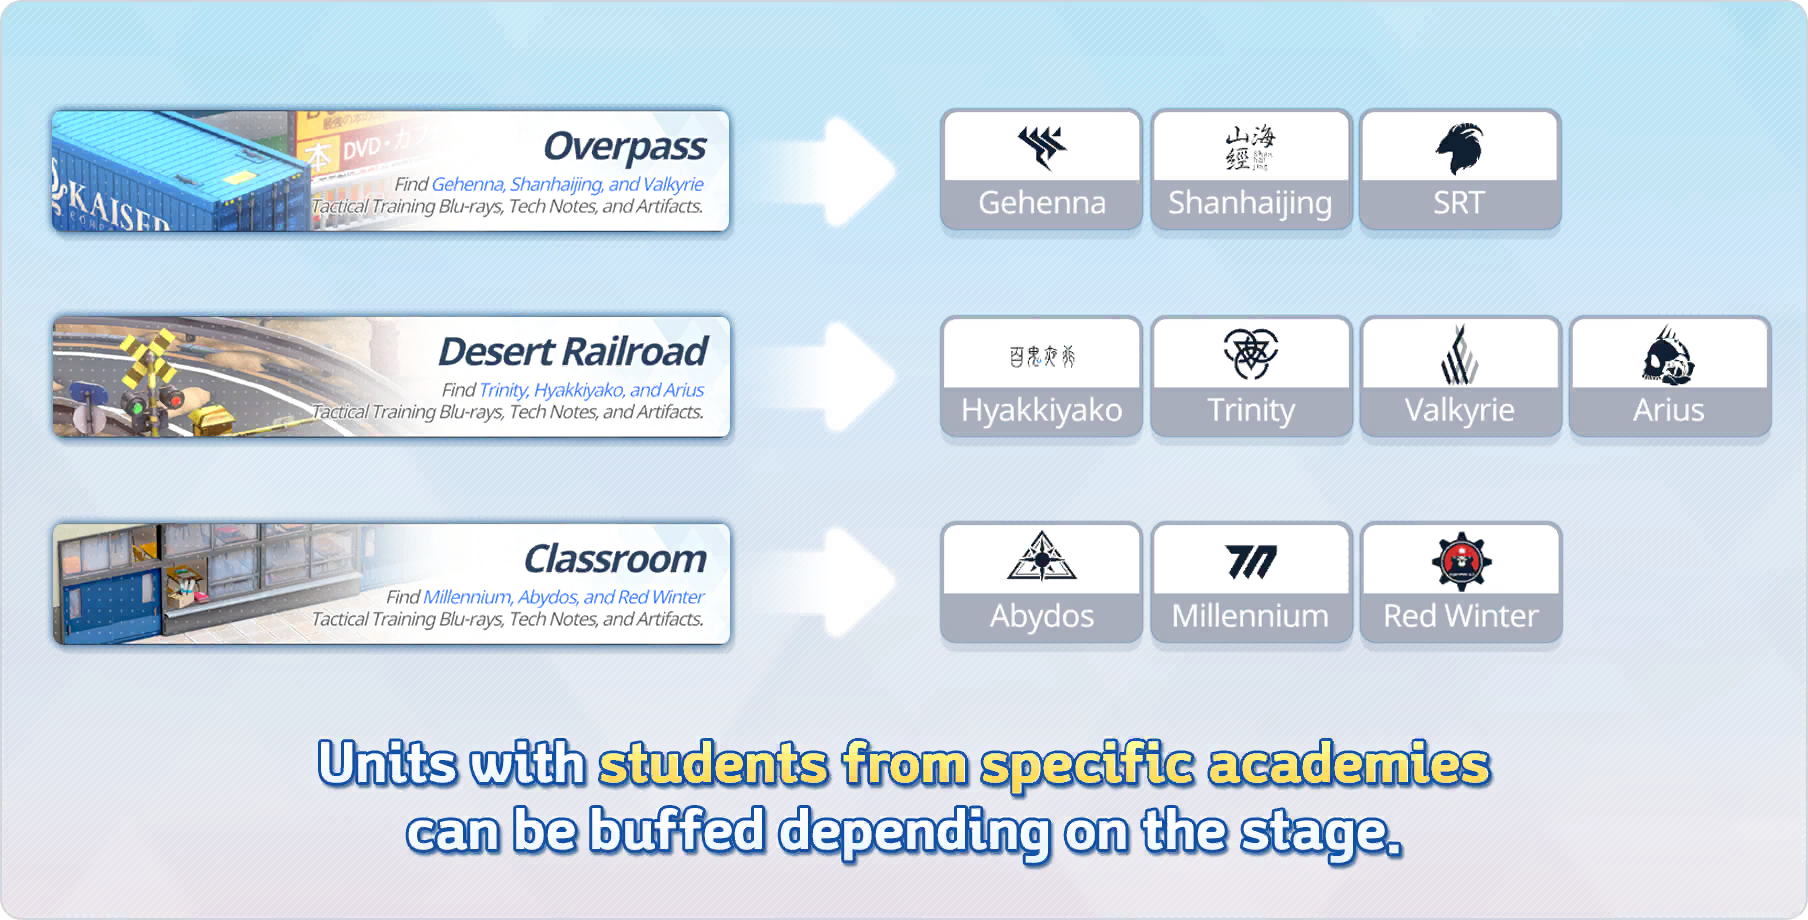 Overpass
Find Gehenna, Shanhaijing, and Valkyrie
Tactical Training Blu-rays, Tech Notes, and Artifacts.
KAISER
本 DVD・カ
山海經
Gehenna
Shanhaijing
SRT
Desert Railroad
Find Trinity, Hyakkiyako, and Arius
Tactical Training Blu-rays, Tech Notes, and Artifacts.
百鬼夜行
Hyakkiyako
Trinity
Valkyrie
Arius
Classroom
Find Millennium, Abydos, and Red Winter
Tactical Training Blu-rays, Tech Notes, and Artifacts.
Abydos
Millennium
Red Winter
Units with students from specific academies
can be buffed depending on the stage.